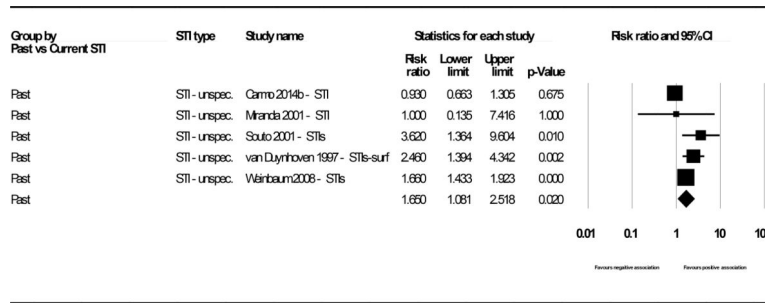 Group by STI type Study name Statistics for each study Risk ratio and 95% CI
Past vs Current STI
Risk Lower Upper
ratio limit limit p-Value
Past STI - unspec. Carmo 2014b - STI 0.930 0.663 1.305 0.675
Past STI - unspec. Miranda 2001 - STI 1.000 0.135 7.416 1.000
Past STI - unspec. Souto 2001 - STIs 3.620 1.364 9.604 0.010
Past STI - unspec. van Duynhoven 1997 - STIs-surf 2.460 1.394 4.342 0.002
Past STI - unspec. Weinbaum 2008 - STIs 1.660 1.433 1.923 0.000
Past 1.650 1.081 2.518 0.020
0.01 0.1 1 10
Favours negative association Favours positive association